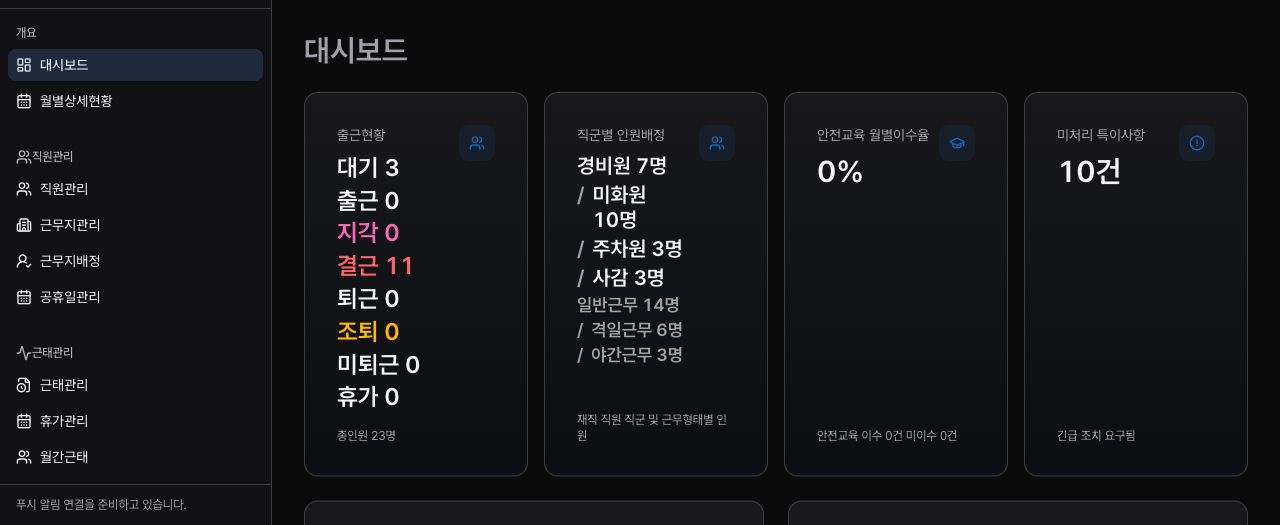 개요
대시보드
월별상세현황
직원관리
직원관리
근무지관리
근무지배정
공휴일관리
근태관리
근태관리
휴가관리
월간근태
푸시 알림 연결을 준비하고 있습니다.
대시보드
출근현황
대기 3
출근 0
지각 0
결근 11
퇴근 0
조퇴 0
미퇴근 0
휴가 0
총인원 23명
직군별 인원배정
경비원 7명
/ 미화원
10명
/ 주차원 3명
/ 사감 3명
일반근무 14명
/ 격일근무 6명
/ 야간근무 3명
재직 직원 직군 및 근무형태별 인
원
안전교육 월별이수율
0%
안전교육 이수 0건 미이수 0건
미처리 특이사항
10건
긴급 조치 요구됨